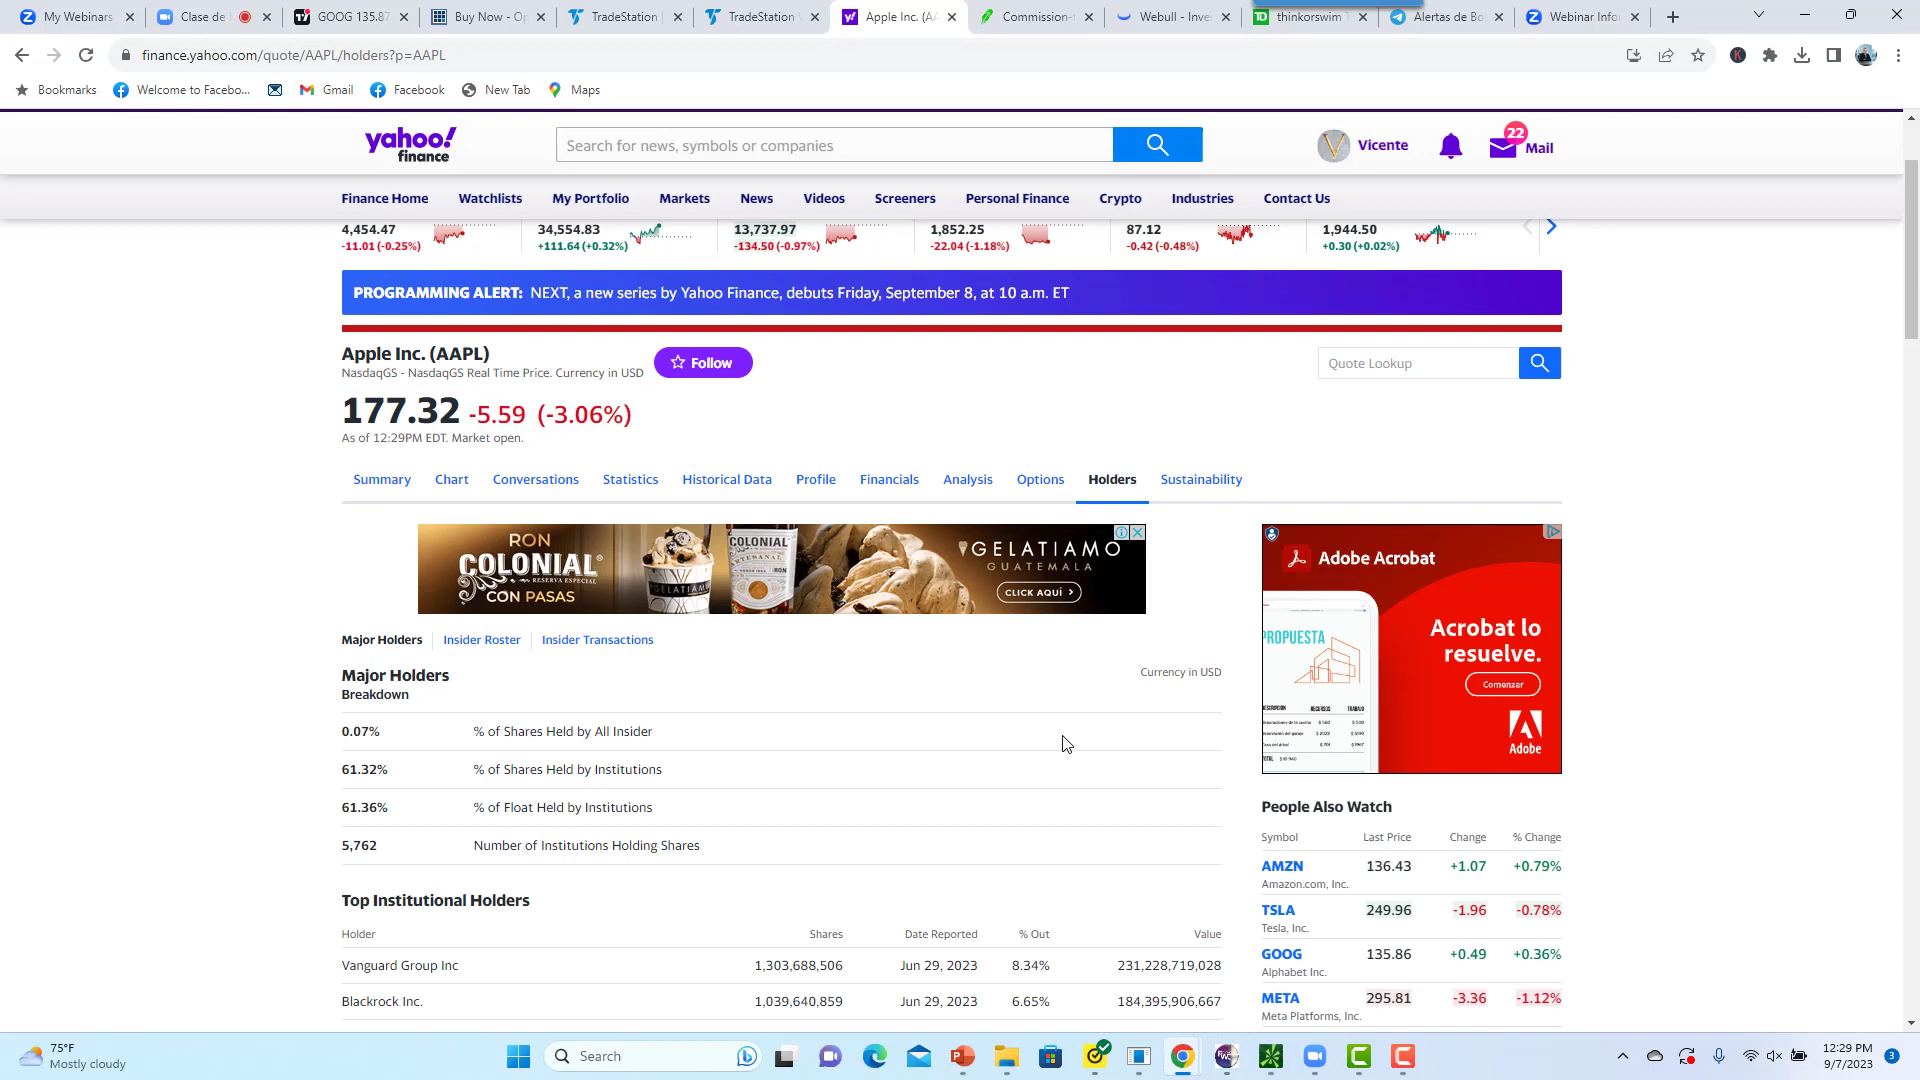 My Webinars
Clase de
GOOG 135.87
Buy Now - Op
TradeStation
TradeStation
Apple Inc. (AA
Commission-f
Webull - Inve
thinkorswim
Alertas de Bo
Webinar Info
finance.yahoo.com/quote/AAPL/holders?p=AAPL
Bookmarks
Welcome to Facebo...
Gmail
Facebook
New Tab
Maps
yahoo!
finance
Search for news, symbols or companies
Vicente
22
Mail
Finance Home
Watchlists
My Portfolio
Markets
News
Videos
Screeners
Personal Finance
Crypto
Industries
Contact Us
4,454.47 34,554.83 13,737.97 1,852.25 87.12 1,944.50
-11.01 (-0.25%) +111.64 (+0.32%) -134.50 (-0.97%) -22.04 (-1.18%) -0.42 (-0.48%) +0.30 (+0.02%)
PROGRAMMING ALERT: NEXT, a new series by Yahoo Finance, debuts Friday, September 8, at 10 a.m. ET
Apple Inc. (AAPL)
NasdaqGS - NasdaqGS Real Time Price. Currency in USD
Follow
Quote Lookup
177.32 -5.59 (-3.06%)
As of 12:29PM EDT. Market open.
Summary Chart Conversations Statistics Historical Data Profile Financials Analysis Options Holders Sustainability
RON
COLONIAL
RESERVA ESPECIAL
CON PASAS
COLONIAL
GELATIAMO
GELATIAMO
GUATEMALA
CLICK AQUÍ >
Adobe Acrobat
PROPUESTA
Acrobat lo
resuelve.
Comenzar
Adobe
Major Holders Insider Roster Insider Transactions
Major Holders
Currency in USD
Breakdown
0.07% % of Shares Held by All Insider
61.32% % of Shares Held by Institutions
61.36% % of Float Held by Institutions
5,762 Number of Institutions Holding Shares
Top Institutional Holders
Holder Shares Date Reported % Out Value
Vanguard Group Inc 1,303,688,506 Jun 29, 2023 8.34% 231,228,719,028
Blackrock Inc. 1,039,640,859 Jun 29, 2023 6.65% 184,395,906,667
People Also Watch
Symbol Last Price Change % Change
AMZN 136.43 +1.07 +0.79%
Amazon.com, Inc.
TSLA 249.96 -1.96 -0.78%
Tesla, Inc.
GOOG 135.86 +0.49 +0.36%
Alphabet Inc.
META 295.81 -3.36 -1.12%
Meta Platforms, Inc.
75°F
Mostly cloudy
Search
12:29 PM
9/7/2023
3